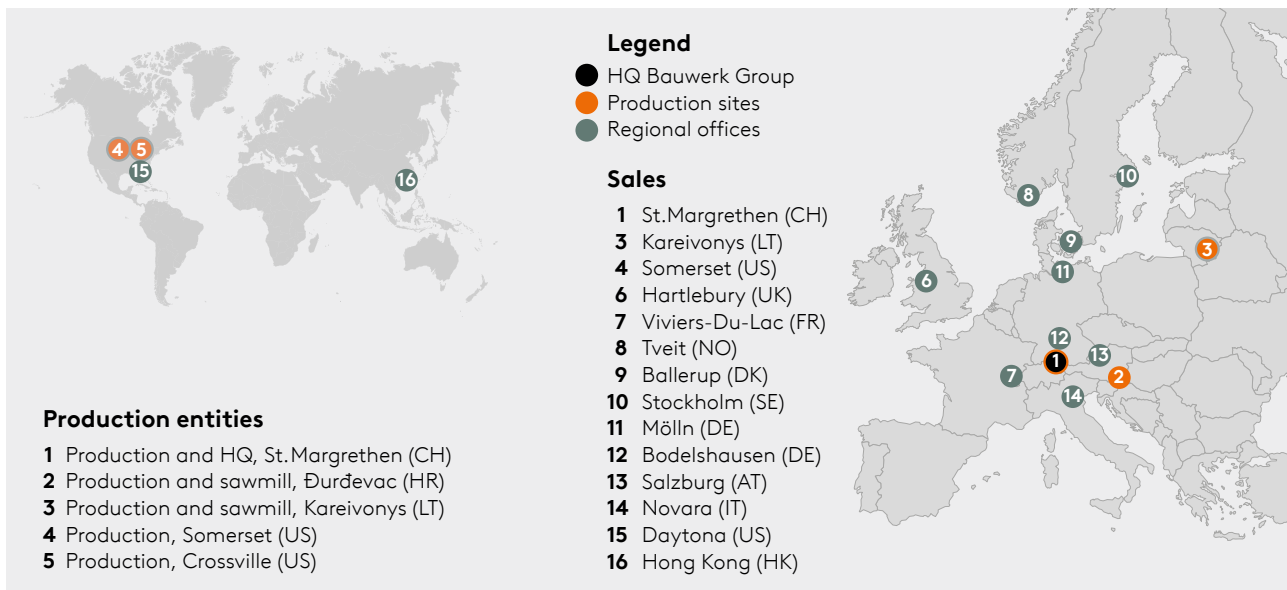 Legend
HQ Bauwerk Group
Production sites
Regional offices
Sales
1 St.Margrethen (CH)
3 Kareivonys (LT)
4 Somerset (US)
6 Hartlebury (UK)
7 Viviers-Du-Lac (FR)
8 Tveit (NO)
9 Ballerup (DK)
10 Stockholm (SE)
11 Mölln (DE)
12 Bodelshausen (DE)
13 Salzburg (AT)
14 Novara (IT)
15 Daytona (US)
16 Hong Kong (HK)
Production entities
1 Production and HQ, St.Margrethen (CH)
2 Production and sawmill, Đurđevac (HR)
3 Production and sawmill, Kareivonys (LT)
4 Production, Somerset (US)
5 Production, Crossville (US)
4 5
15
16
10
8
9
3
11
6
12
13
1
7
2
14